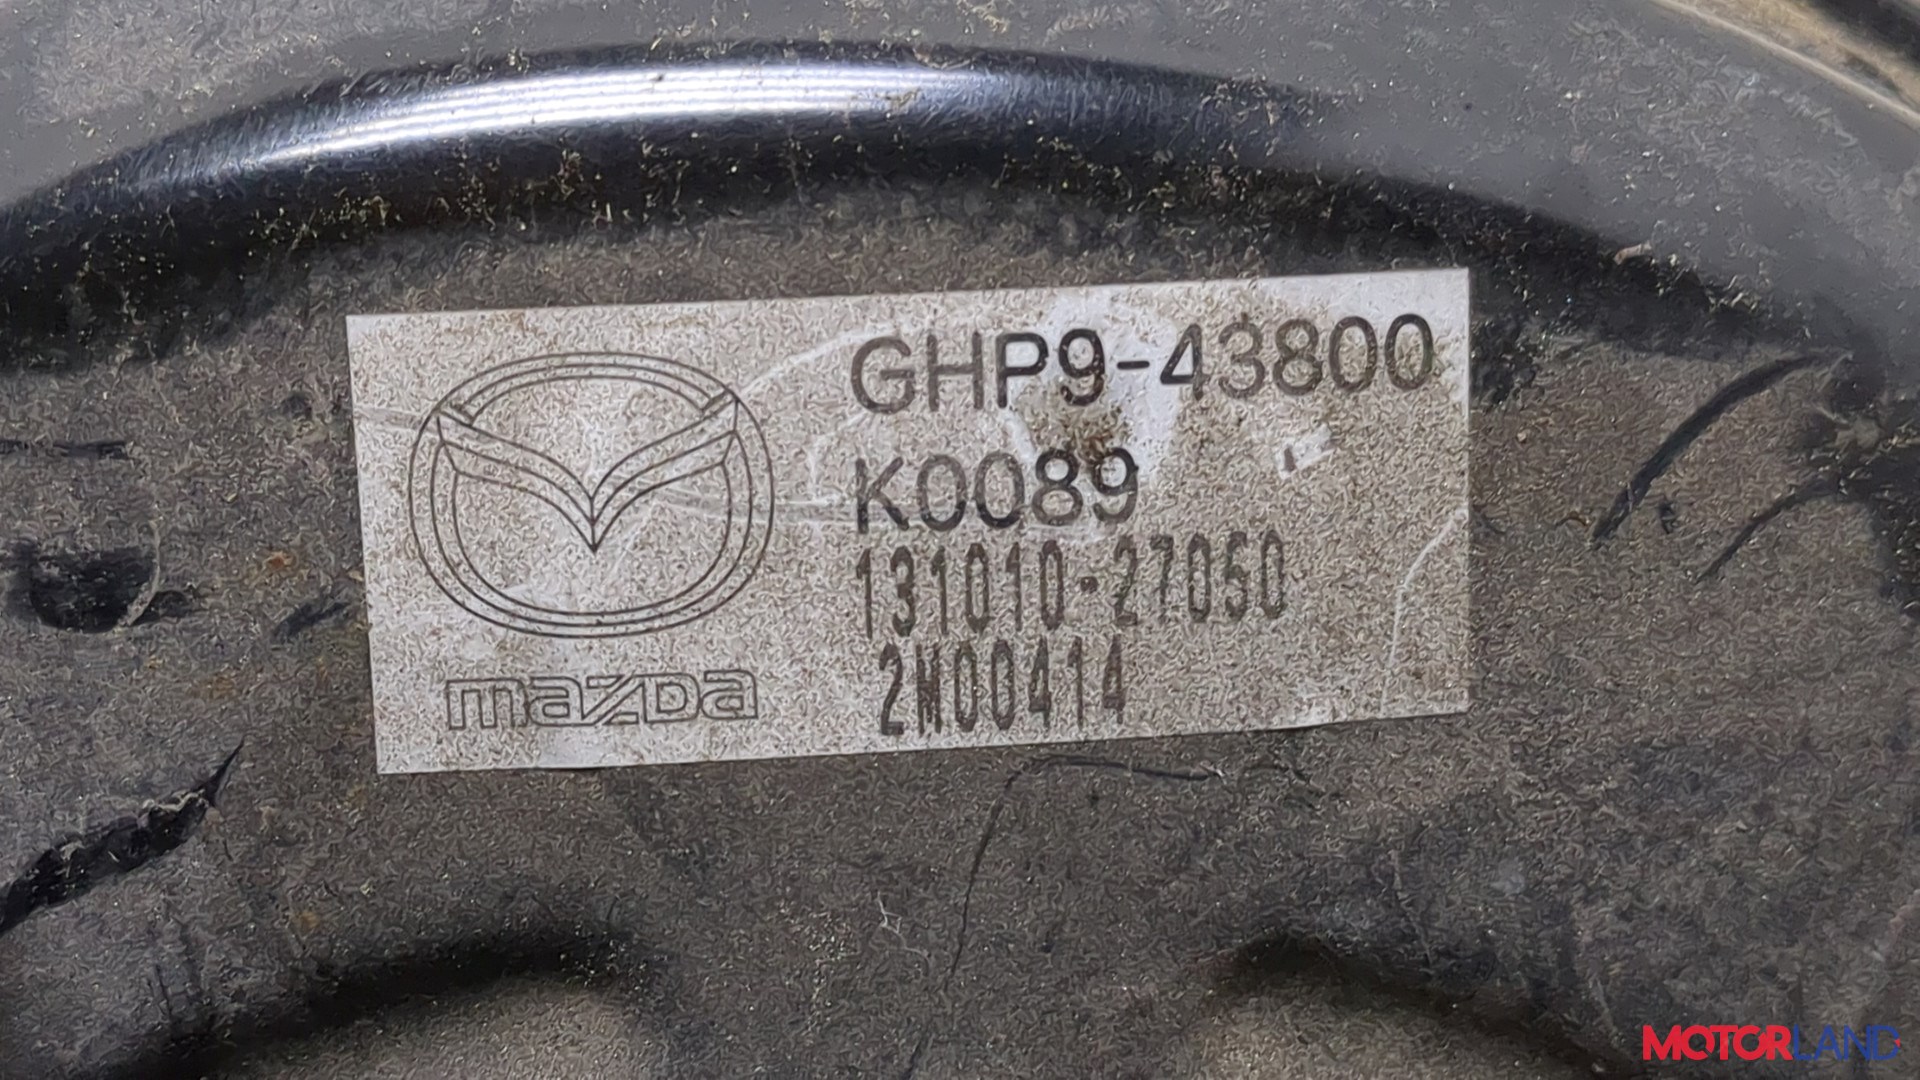 GHP9-43800
K0089
131010-27050
2M00414
mazda
MOTORLAND